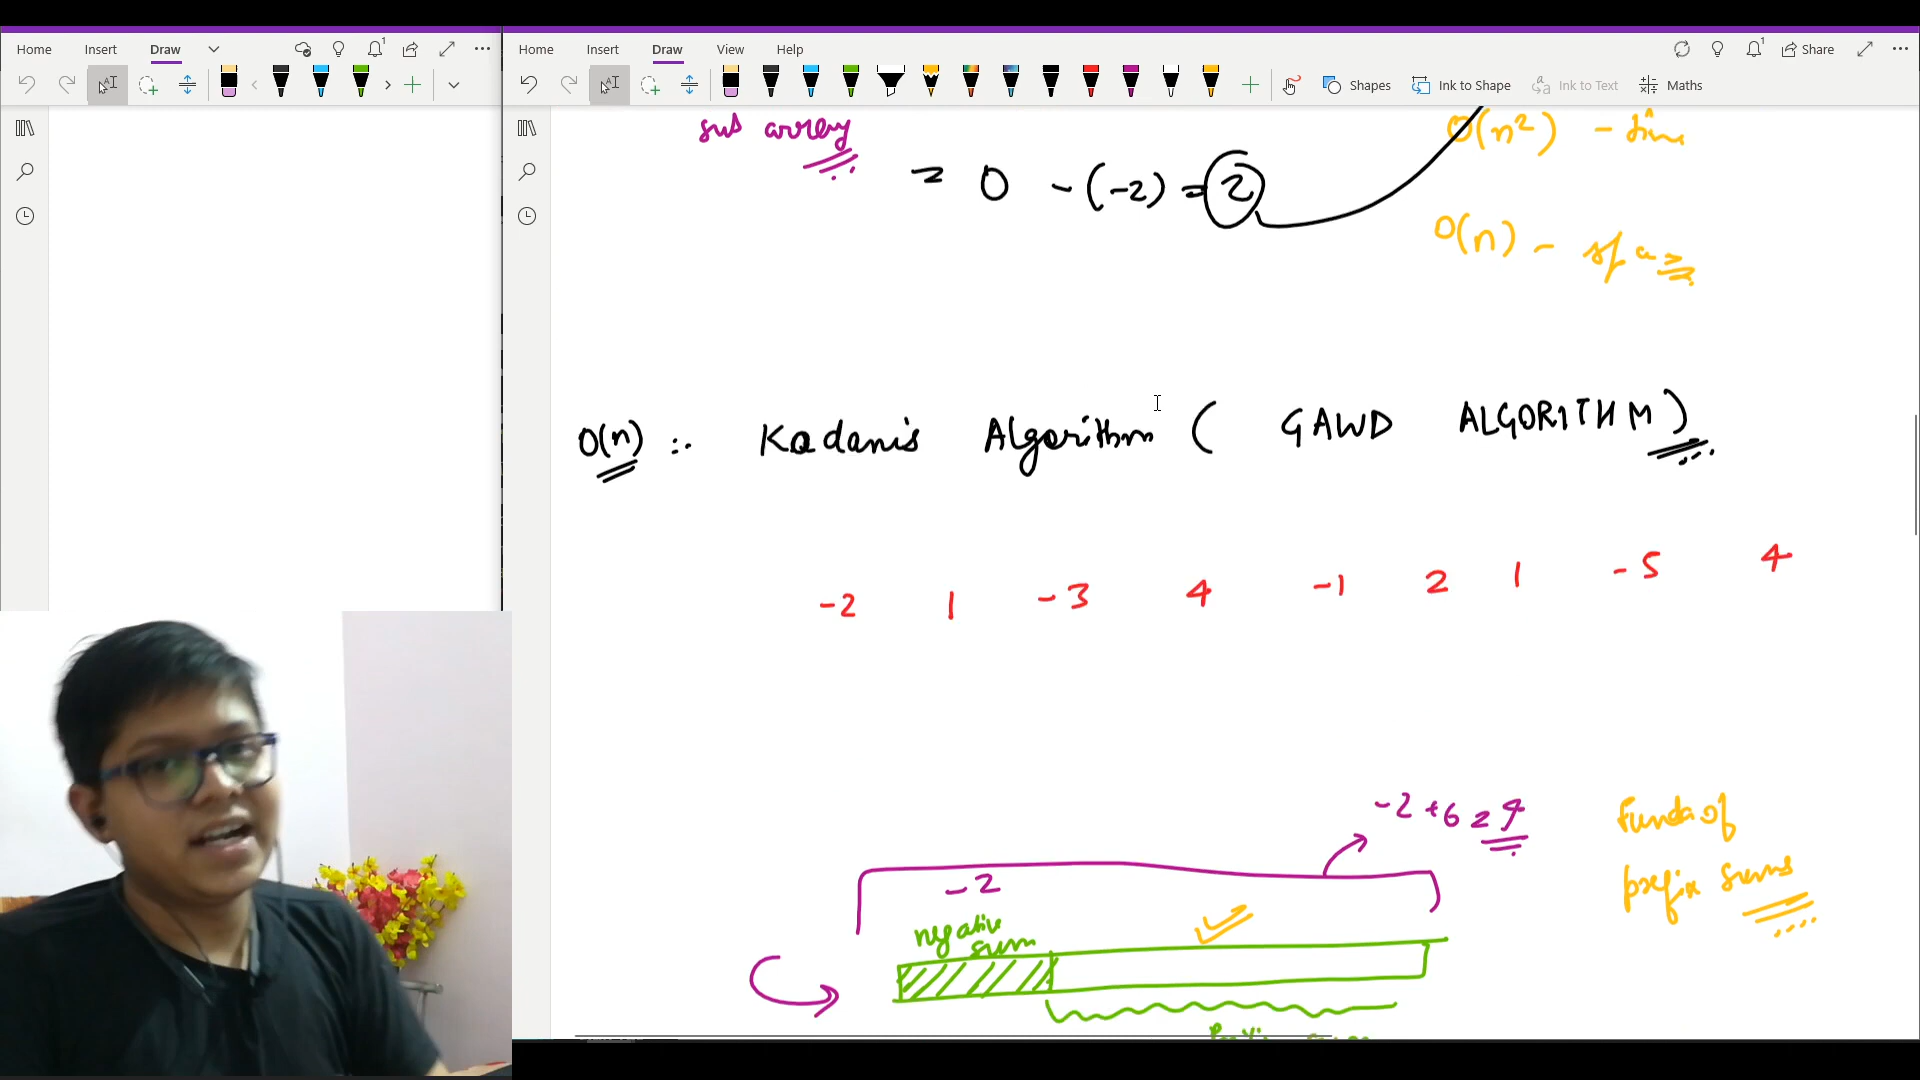 Home Insert Draw
Home Insert Draw View Help Share
Shapes Ink to Shape Ink to Text Maths
sub array
= 0 - (-2) = 2
O(n²) - time
O(n) - space
O(n) :- Kadani's Algorithm ( GAWD ALGORITHM )
-2 1 -3 4 -1 2 1 -5 4
-2 + 6 = 4
Funda of
prefix sums
-2
negative
sum